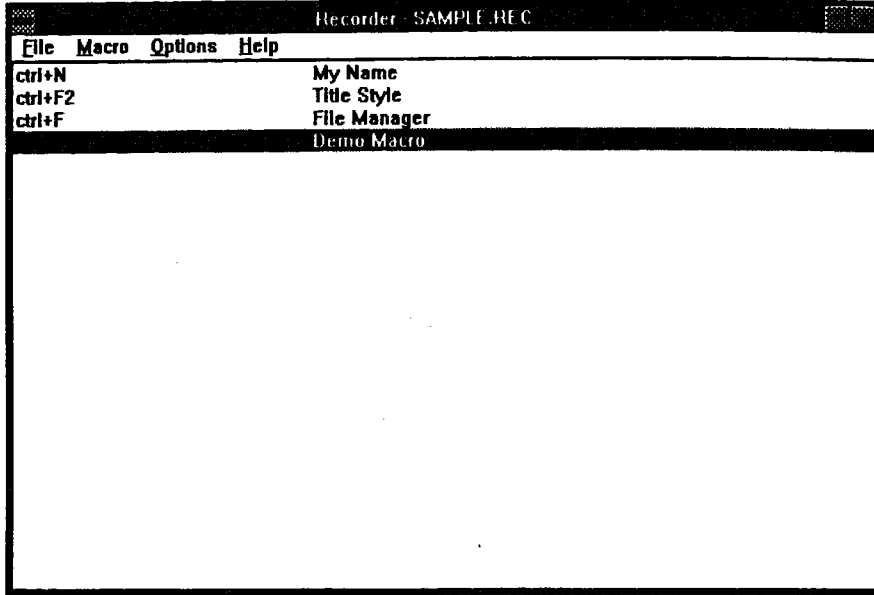 Recorder - SAMPLE.REC
File Macro Options Help
ctrl+N My Name
ctrl+F2 Title Style
ctrl+F File Manager
Demo Macro